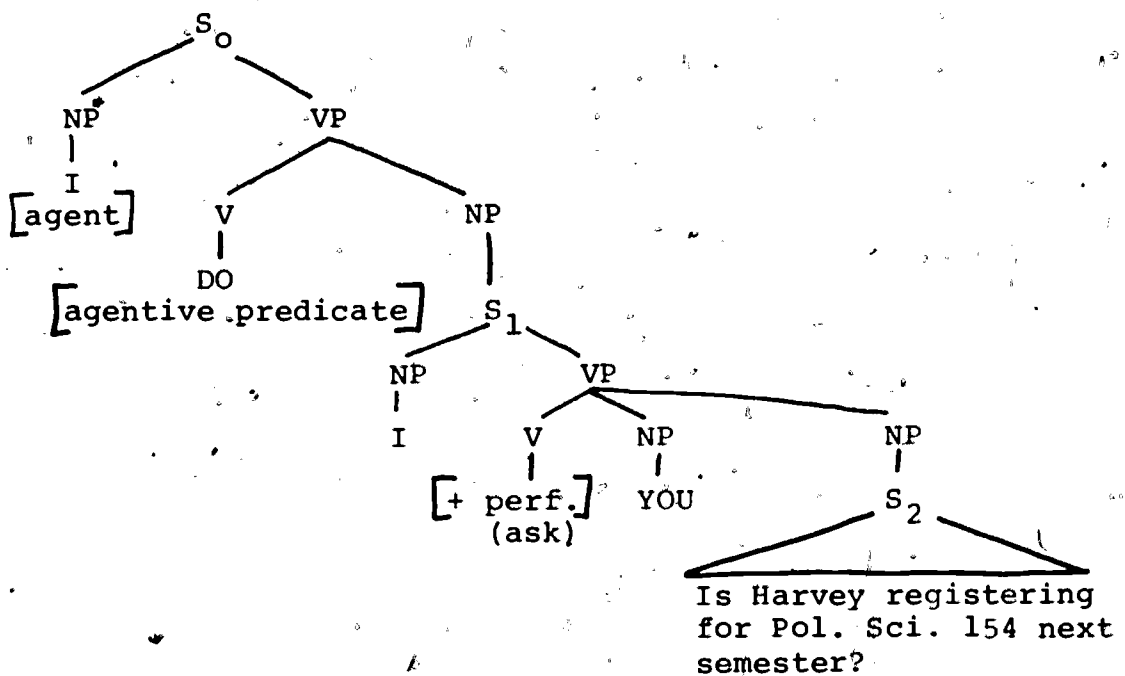 S0
NP VP
I
[agent] V NP
DO
[agentive predicate] S1
NP VP
I V NP NP
[+ perf.] YOU S2
(ask)
Is Harvey registering
for Pol. Sci. 154 next
semester?